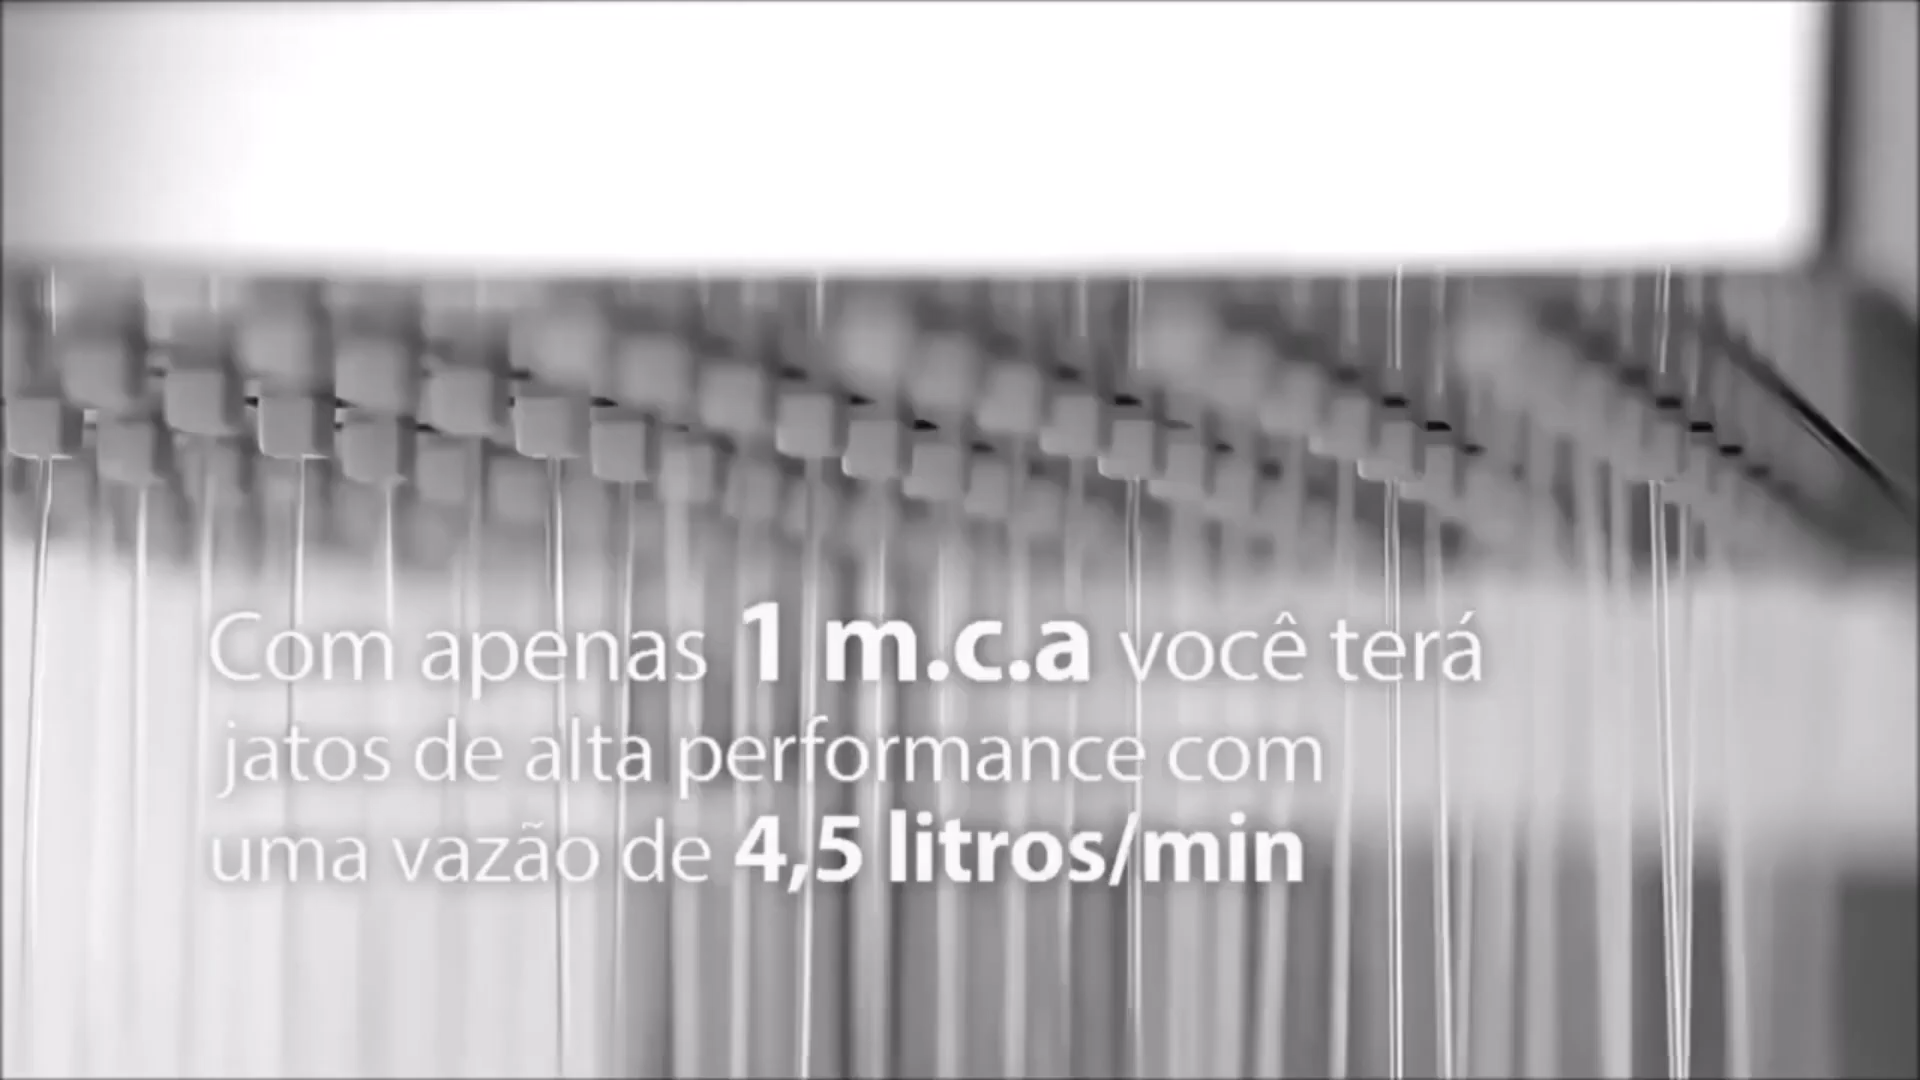 Com apenas 1 m.c.a você terá
jatos de alta performance com
uma vazão de 4,5 litros/min